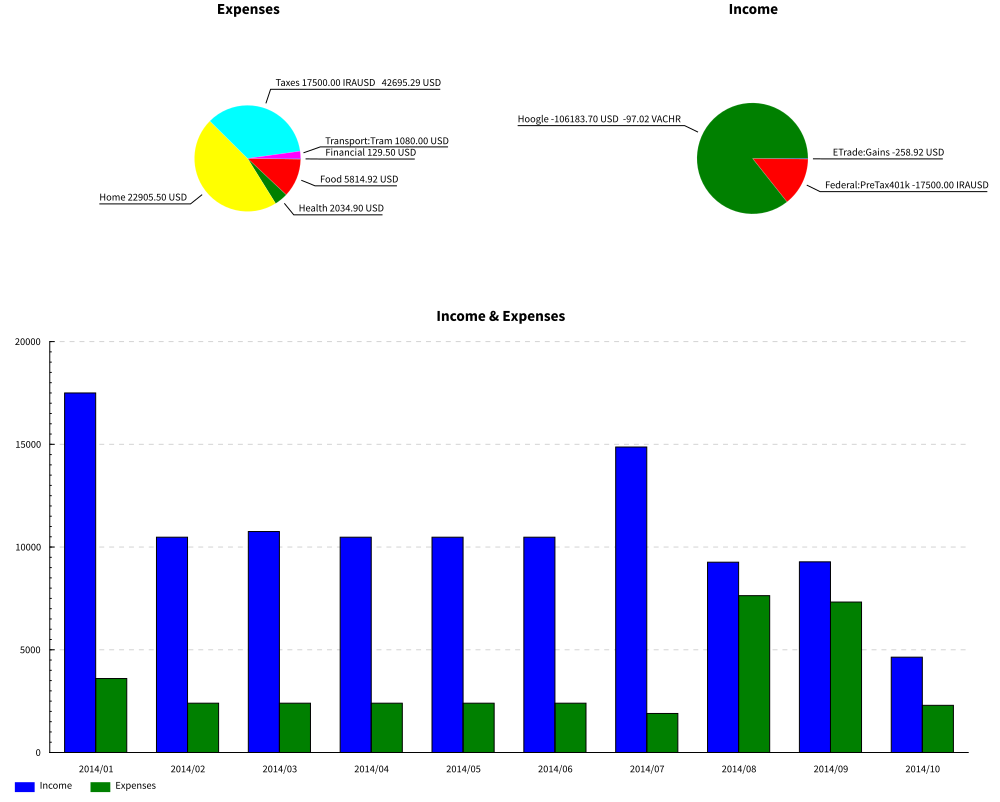 Expenses
Income
Taxes 17500.00 IRAUSD   42695.29 USD
Transport:Tram 1080.00 USD
Financial 129.50 USD
Food 5814.92 USD
Home 22905.50 USD
Health 2034.90 USD
Hoogle -106183.70 USD  -97.02 VACHR
ETrade:Gains -258.92 USD
Federal:PreTax401k -17500.00 IRAUSD
Income & Expenses
20000
15000
10000
5000
0
2014/01 2014/02 2014/03 2014/04 2014/05 2014/06 2014/07 2014/08 2014/09 2014/10
Income Expenses